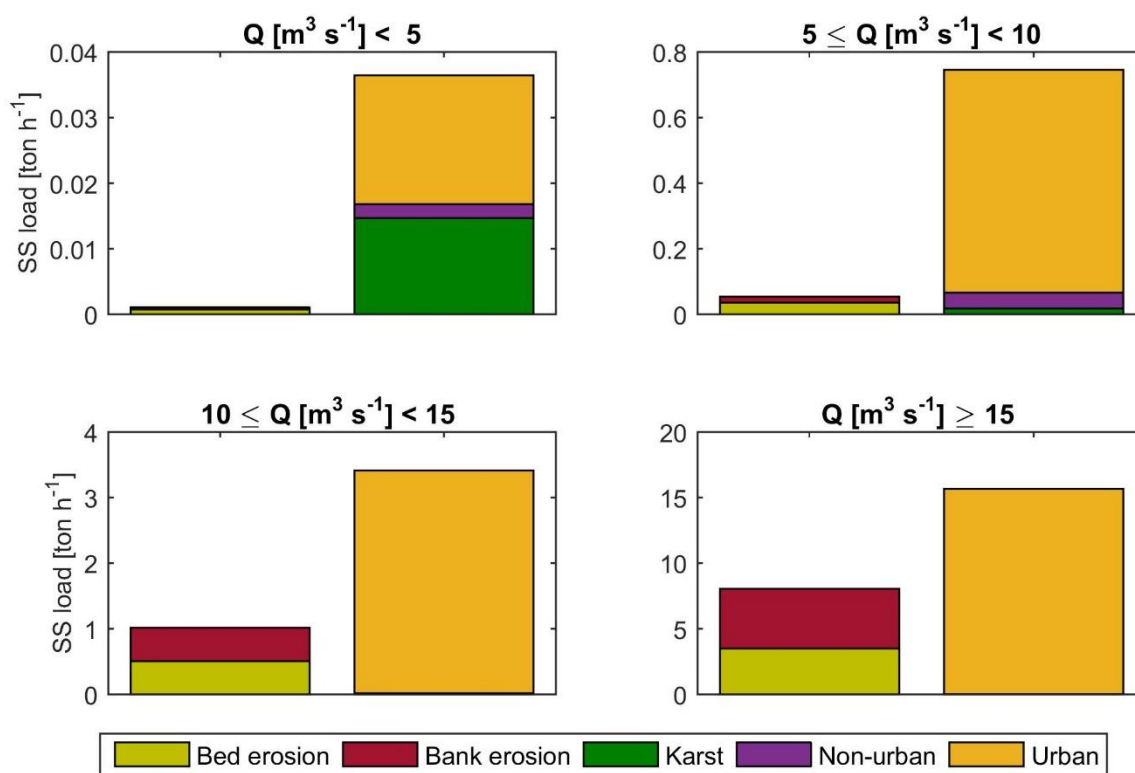 Q [m³ s⁻¹] < 5
5 ≤ Q [m³ s⁻¹] < 10
SS load [ton h⁻¹]
0.04
0.03
0.02
0.01
0
0.8
0.6
0.4
0.2
0
10 ≤ Q [m³ s⁻¹] < 15
Q [m³ s⁻¹] ≥ 15
SS load [ton h⁻¹]
4
3
2
1
0
20
15
10
5
0
Bed erosion Bank erosion Karst Non-urban Urban